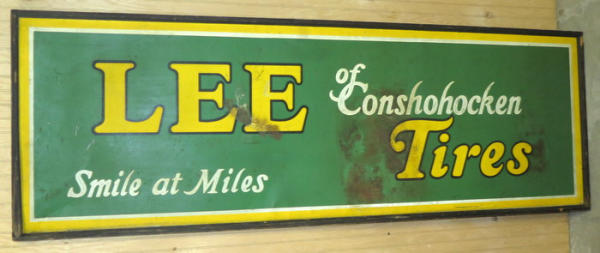 LEE
of
Conshohocken
Tires
Smile at Miles